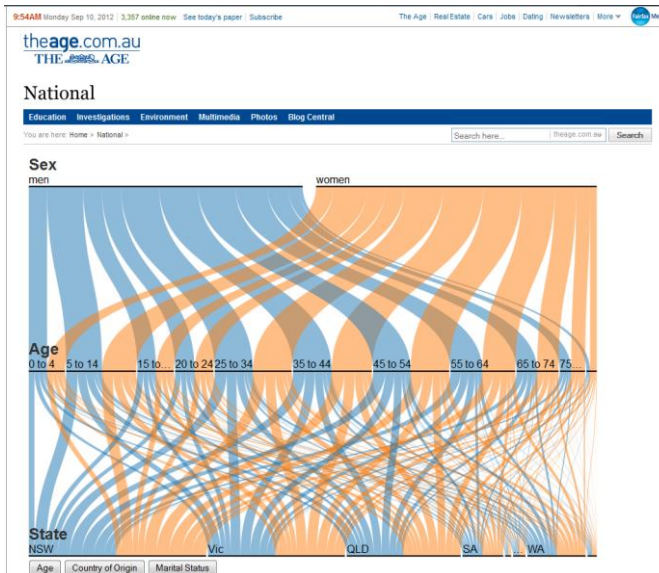 9:54AM Monday Sep 10, 2012 | 3,357 online now See today's paper | Subscribe The Age | Real Estate | Cars | Jobs | Dating | Newsletters | More Fairfax Me
theage.com.au
THE AGE
National
Education Investigations Environment Multimedia Photos Blog Central
You are here: Home » National »
Search here... theage.com.au Search
Sex
men women
Age
0 to 4 5 to 14 15 to... 20 to 24 25 to 34 35 to 44 45 to 54 55 to 64 65 to 74 75...
State
NSW Vic QLD SA ... WA
Age Country of Origin Marital Status